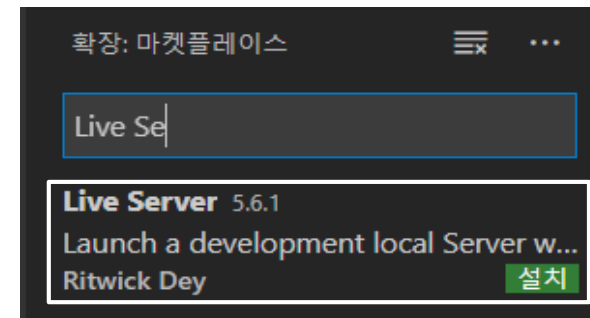 확장: 마켓플레이스
Live Se
Live Server 5.6.1
Launch a development local Server w...
Ritwick Dey 설치